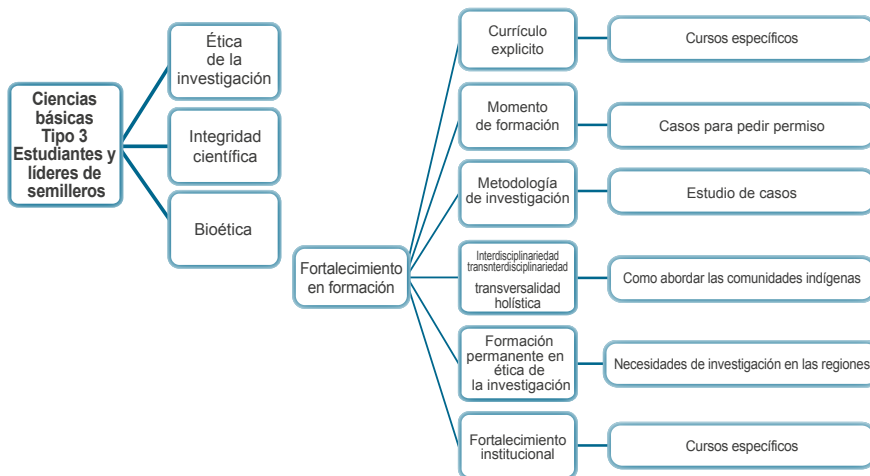 Ciencias
básicas
Tipo 3
Estudiantes y
líderes de
semilleros
Ética
de la
investigación
Integridad
científica
Bioética
Fortalecimiento
en formación
Currículo
explicito
Cursos específicos
Momento
de formación
Casos para pedir permiso
Metodología
de investigación
Estudio de casos
Interdisciplinariedad
transnterdisciplinariedad
transversalidad
holística
Como abordar las comunidades indígenas
Formación
permanente en
ética de
la investigación
Necesidades de investigación en las regiones
Fortalecimiento
institucional
Cursos específicos